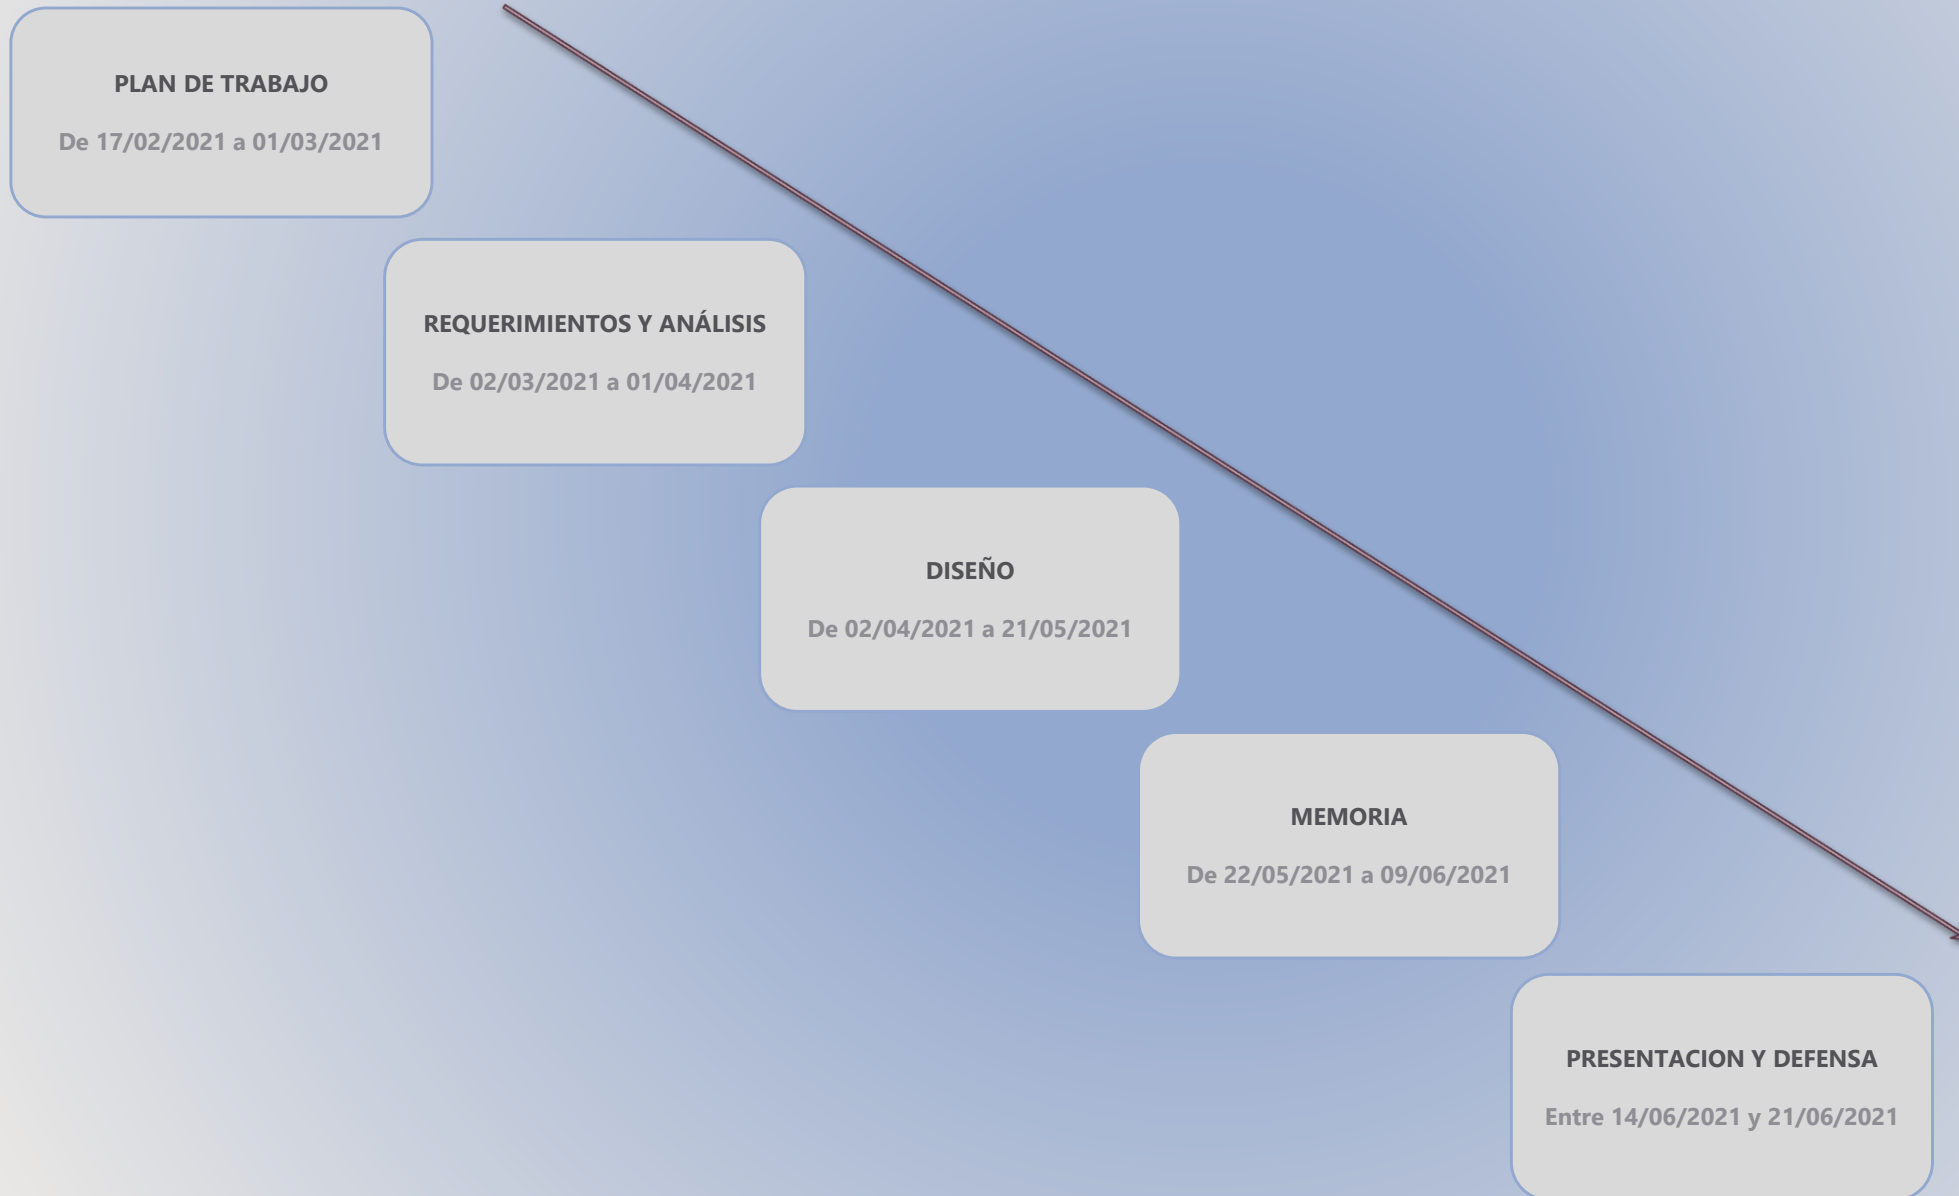 PLAN DE TRABAJO
De 17/02/2021 a 01/03/2021
REQUERIMIENTOS Y ANÁLISIS
De 02/03/2021 a 01/04/2021
DISEÑO
De 02/04/2021 a 21/05/2021
MEMORIA
De 22/05/2021 a 09/06/2021
PRESENTACION Y DEFENSA
Entre 14/06/2021 y 21/06/2021